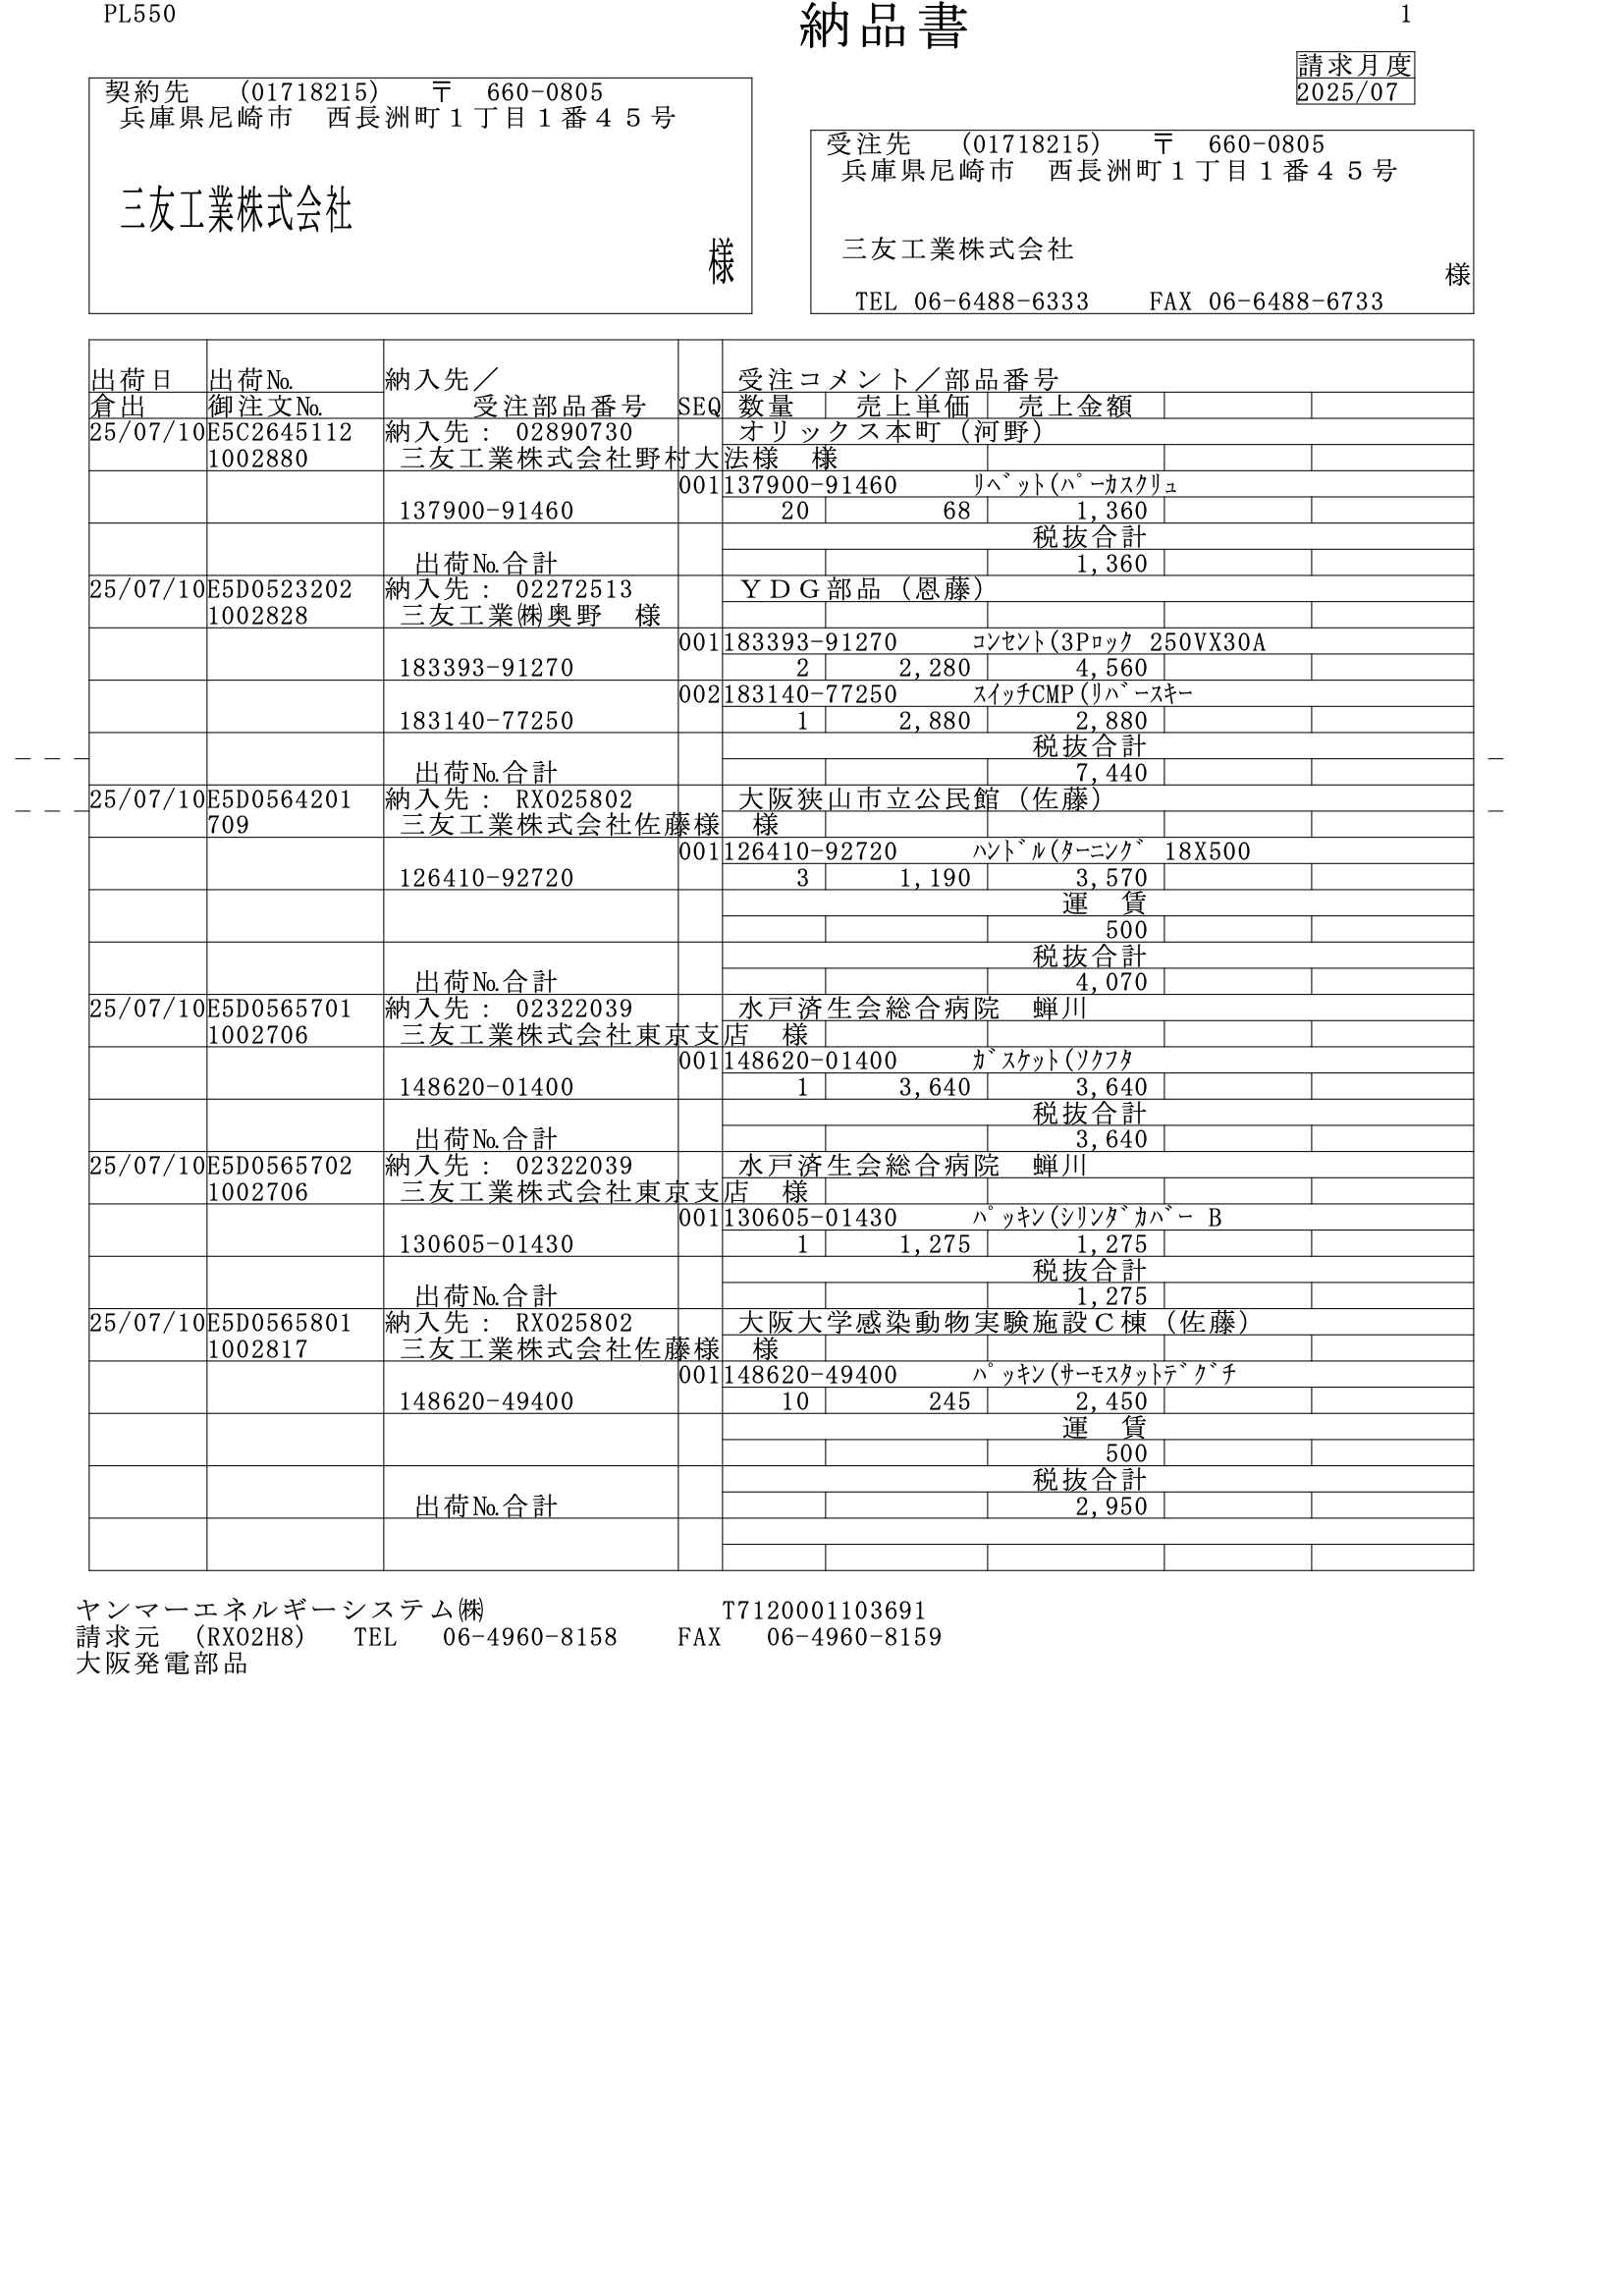 PL550 納品書 1
請求月度
2025/07
契約先 (01718215) 〒 660-0805
兵庫県尼崎市 西長洲町１丁目１番４５号
三友工業株式会社
様
受注先 (01718215) 〒 660-0805
兵庫県尼崎市 西長洲町１丁目１番４５号
三友工業株式会社
様
TEL 06-6488-6333 FAX 06-6488-6733
出荷日 出荷№ 納入先／ 受注コメント／部品番号
倉出 御注文№ 受注部品番号 SEQ 数量 売上単価 売上金額
25/07/10 E5C2645112 納入先： 02890730 オリックス本町（河野）
1002880 三友工業株式会社野村大法様 様
001 137900-91460 ﾘﾍﾞｯﾄ(ﾊﾟｰｶｽｸﾘｭ
137900-91460 20 68 1,360
税抜合計
出荷№合計 1,360
25/07/10 E5D0523202 納入先： 02272513 ＹＤＧ部品（恩藤）
1002828 三友工業㈱奥野 様
001 183393-91270 ｺﾝｾﾝﾄ(3Pﾛｯｸ 250VX30A
183393-91270 2 2,280 4,560
002 183140-77250 ｽｲｯﾁCMP(ﾘﾊﾞｰｽｷｰ
183140-77250 1 2,880 2,880
税抜合計
出荷№合計 7,440
25/07/10 E5D0564201 納入先： RX025802 大阪狭山市立公民館（佐藤）
709 三友工業株式会社佐藤様 様
001 126410-92720 ﾊﾝﾄﾞﾙ(ﾀｰﾆﾝｸﾞ 18X500
126410-92720 3 1,190 3,570
運 賃
500
税抜合計
出荷№合計 4,070
25/07/10 E5D0565701 納入先： 02322039 水戸済生会総合病院 蝉川
1002706 三友工業株式会社東京支店 様
001 148620-01400 ｶﾞｽｹｯﾄ(ｿｸﾌﾀ
148620-01400 1 3,640 3,640
税抜合計
出荷№合計 3,640
25/07/10 E5D0565702 納入先： 02322039 水戸済生会総合病院 蝉川
1002706 三友工業株式会社東京支店 様
001 130605-01430 ﾊﾟｯｷﾝ(ｼﾘﾝﾀﾞｶﾊﾞｰ B
130605-01430 1 1,275 1,275
税抜合計
出荷№合計 1,275
25/07/10 E5D0565801 納入先： RX025802 大阪大学感染動物実験施設Ｃ棟（佐藤）
1002817 三友工業株式会社佐藤様 様
001 148620-49400 ﾊﾟｯｷﾝ(ｻｰﾓｽﾀｯﾄﾃﾞｸﾞﾁ
148620-49400 10 245 2,450
運 賃
500
税抜合計
出荷№合計 2,950
ヤンマーエネルギーシステム㈱ T7120001103691
請求元 (RX02H8) TEL 06-4960-8158 FAX 06-4960-8159
大阪発電部品